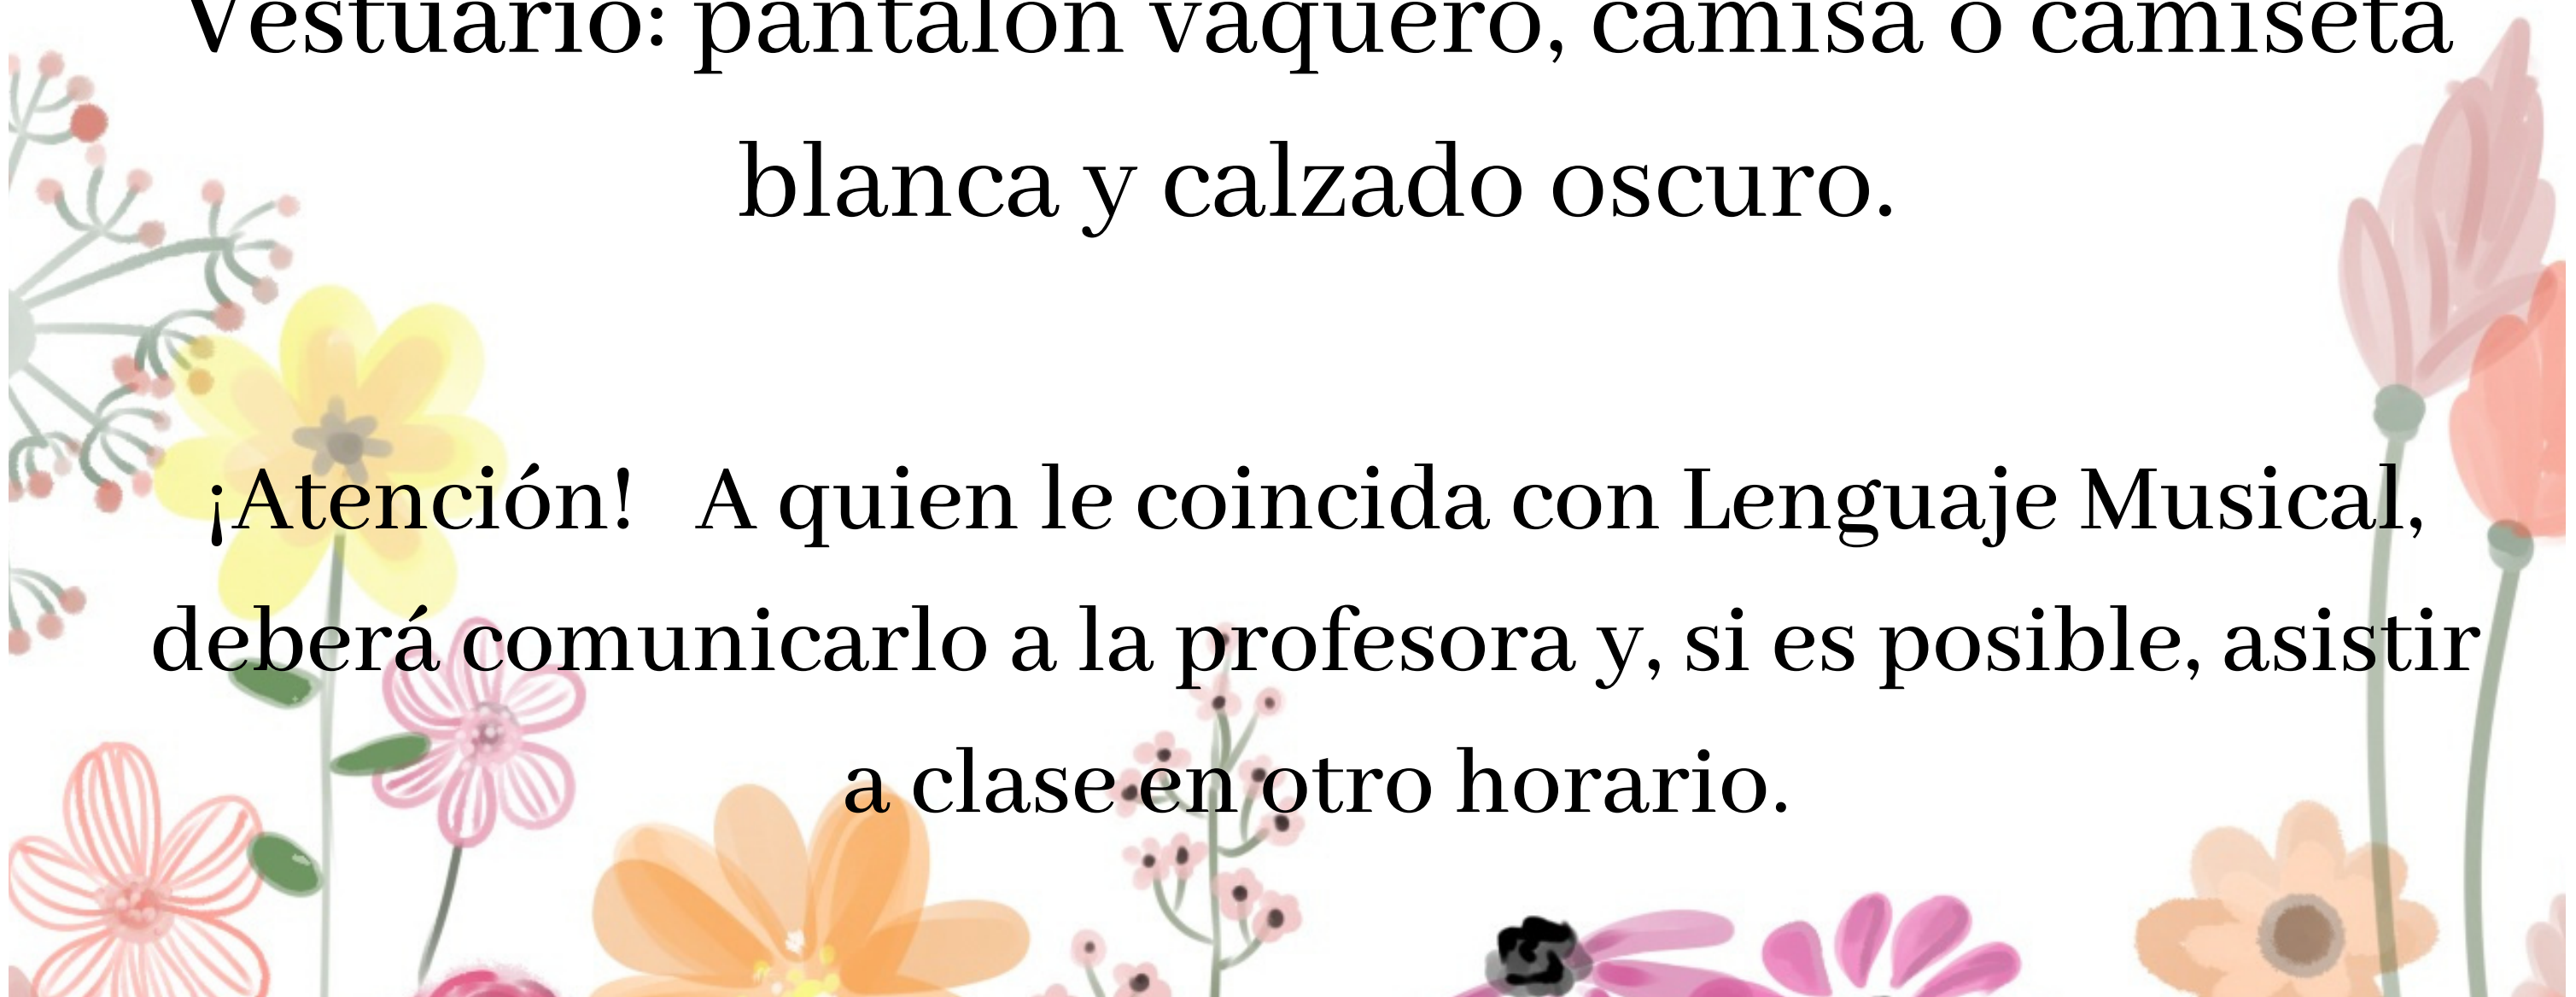 Vestuario: pantalón vaquero, camisa o camiseta
blanca y calzado oscuro.
¡Atención! A quien le coincida con Lenguaje Musical,
deberá comunicarlo a la profesora y, si es posible, asistir
a clase en otro horario.